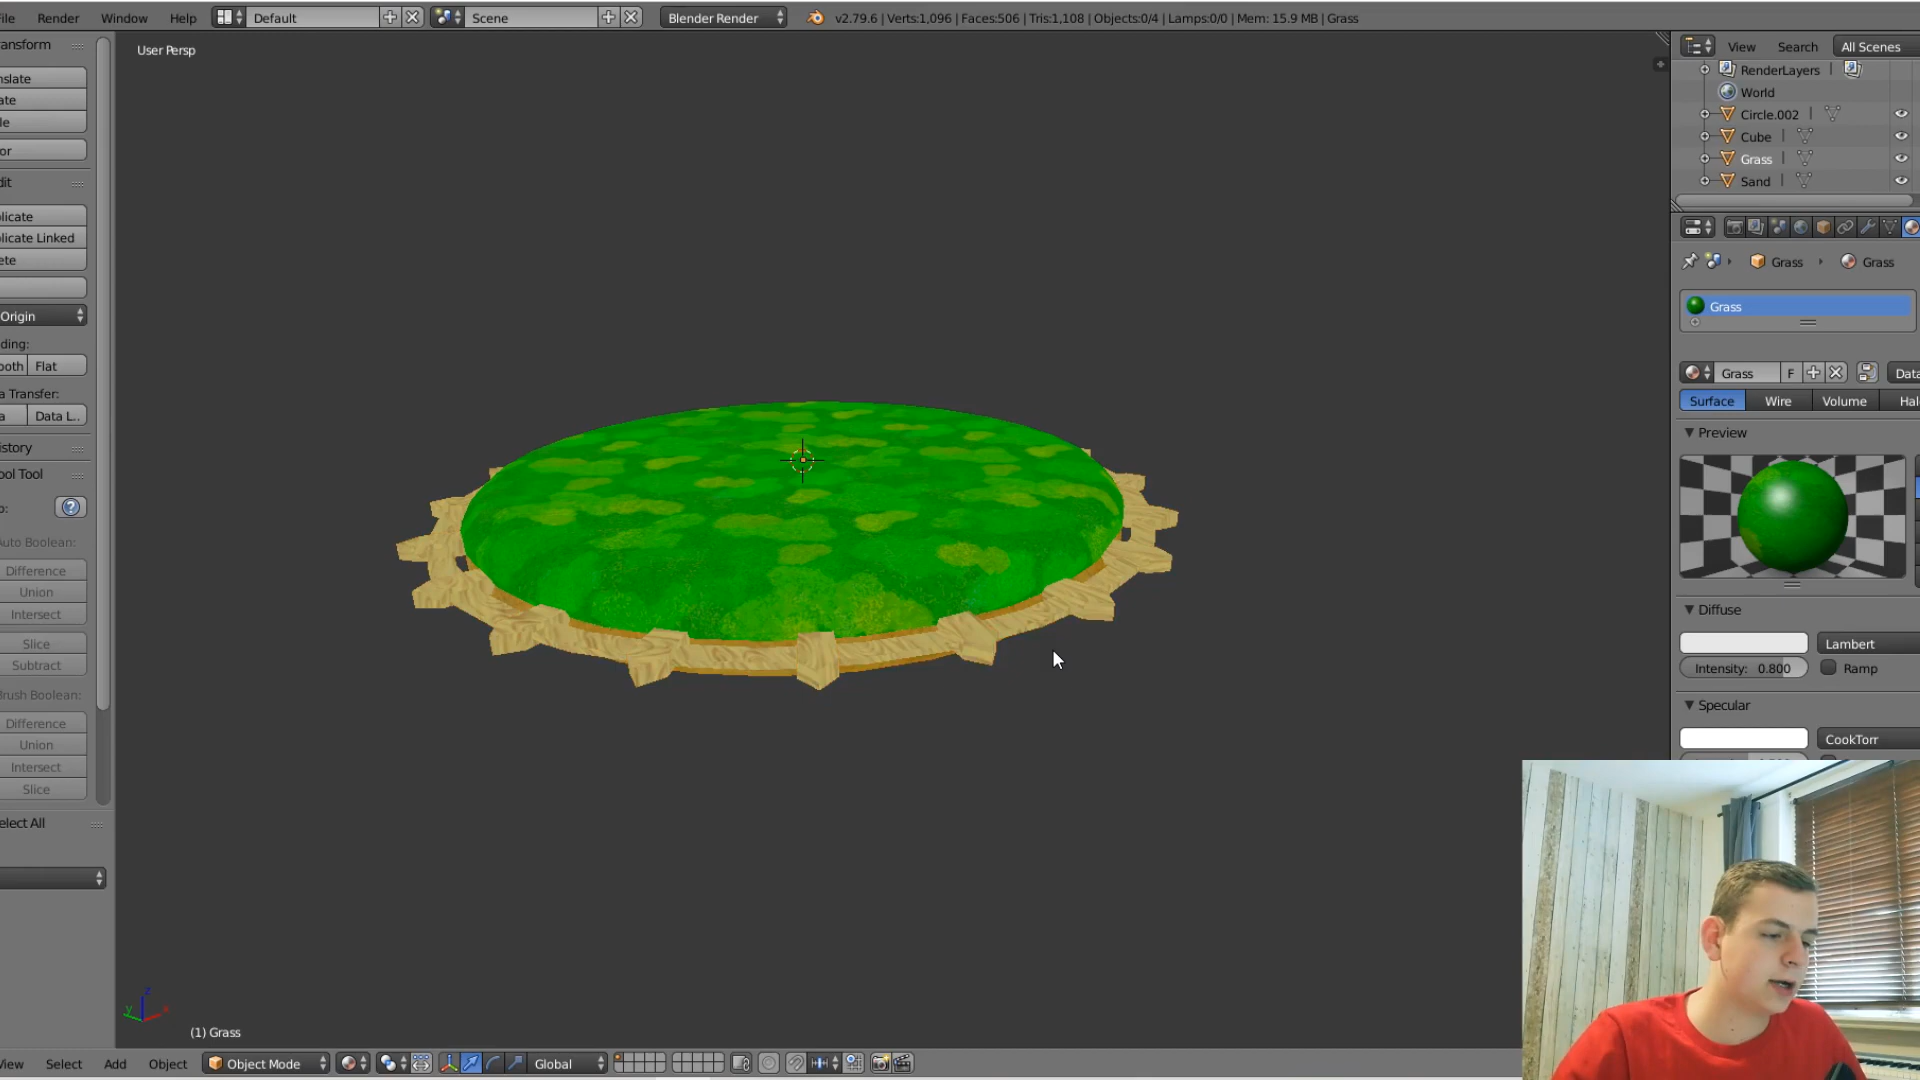 File Render Window Help Default Scene Blender Render v2.79.6 | Verts:1,096 | Faces:506 | Tris:1,108 | Objects:0/4 | Lamps:0/0 | Mem: 15.9 MB | Grass
ansform
User Persp
View Search All Scenes
RenderLayers |
World
nslate
ate
le
Circle.002 |
Cube |
or
Grass |
dit
Sand |
licate
licate Linked
ete
Grass Grass
Origin
Grass
ding:
ooth Flat
a Transfer:
Grass F Data
a Data L..
Surface Wire Volume Hal
istory
Preview
ool Tool
p:
Auto Boolean:
Difference
Union
Intersect
Diffuse
Slice
Lambert
Subtract
Intensity: 0.800 Ramp
Brush Boolean:
Specular
Difference
CookTorr
Union
Intersect
Slice
elect All
z
y x
(1) Grass
View Select Add Object Object Mode Global